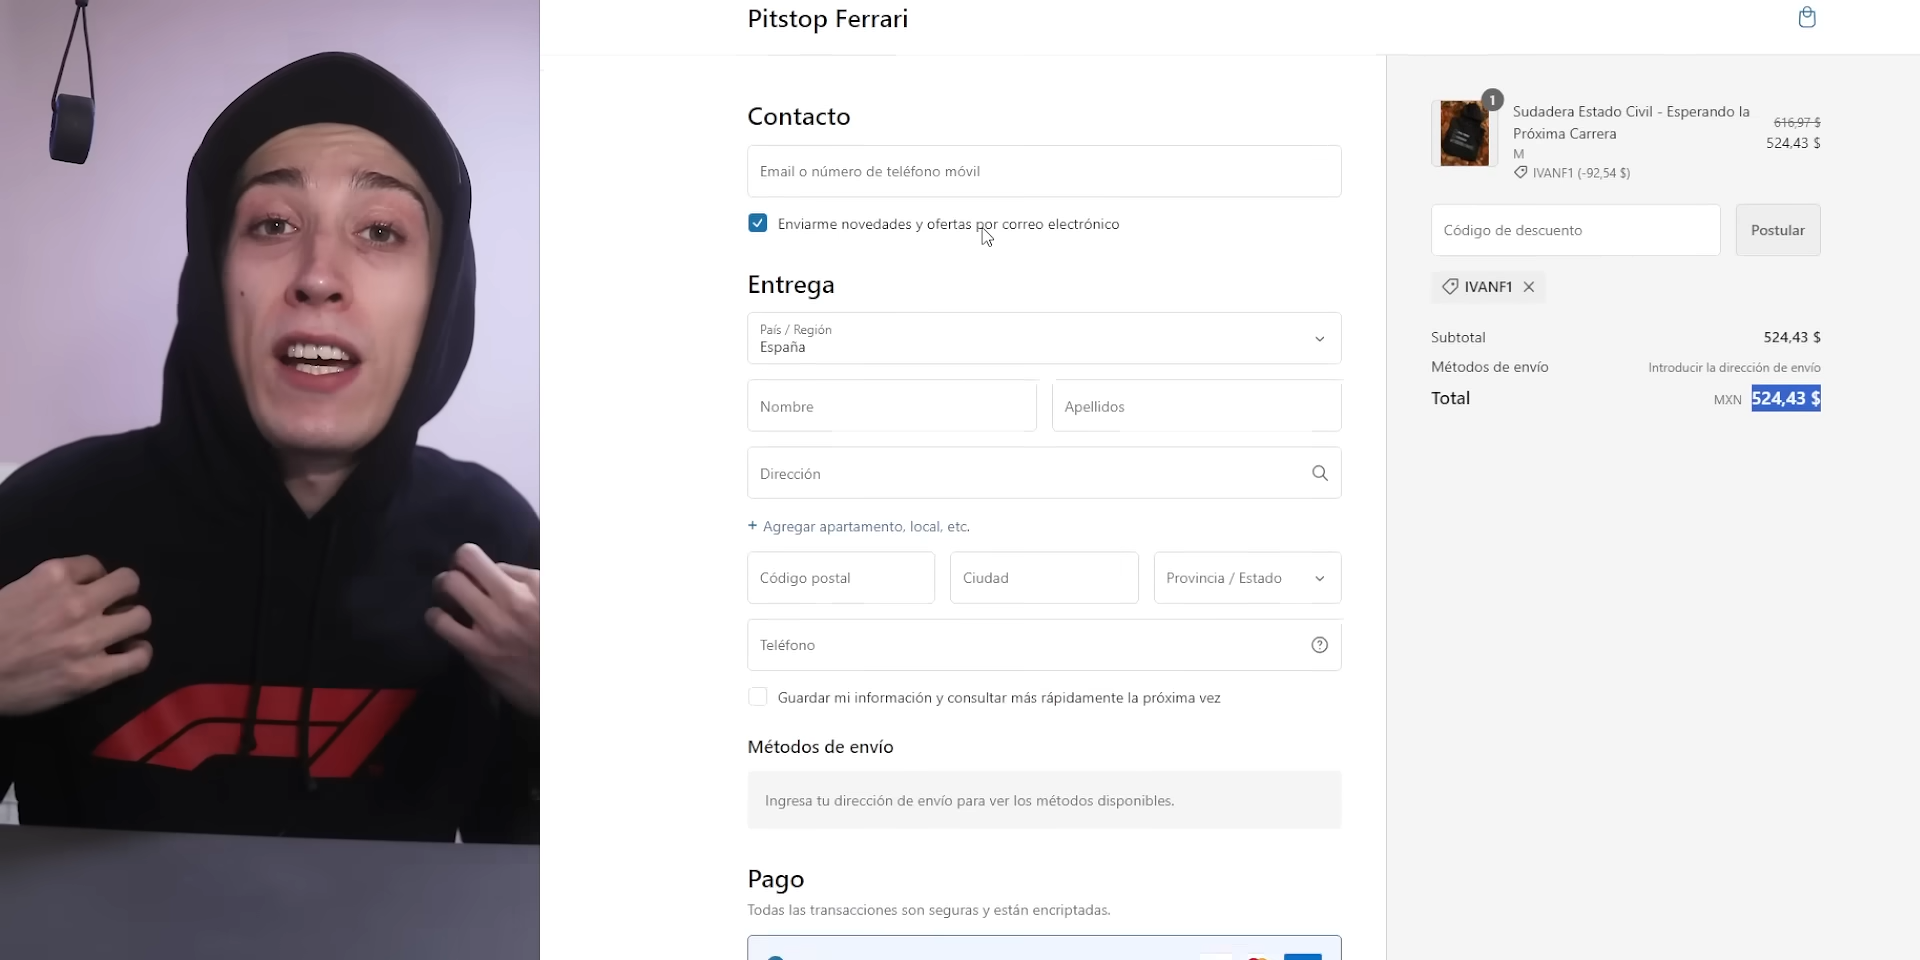 Pitstop Ferrari
Contacto
Email o número de teléfono móvil
Enviarme novedades y ofertas por correo electrónico
Entrega
País / Región
España
Nombre
Apellidos
Dirección
+ Agregar apartamento, local, etc.
Código postal
Ciudad
Provincia / Estado
Teléfono
Guardar mi información y consultar más rápidamente la próxima vez
Métodos de envío
Ingresa tu dirección de envío para ver los métodos disponibles.
Pago
Todas las transacciones son seguras y están encriptadas.
1
Sudadera Estado Civil - Esperando la
Próxima Carrera
M
IVANF1 (-92,54 $)
616,97 $
524,43 $
Código de descuento
Postular
IVANF1
Subtotal 524,43 $
Métodos de envío Introducir la dirección de envío
Total MXN 524,43 $